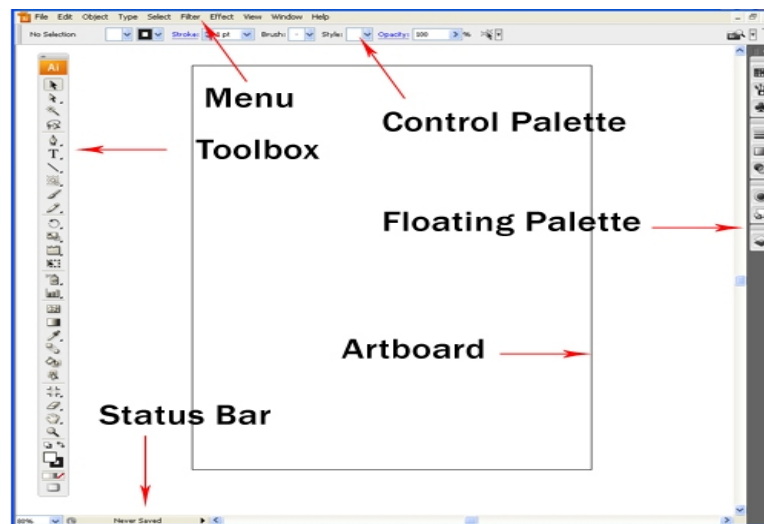 File Edit Object Type Select Filter Effect View Window Help
No Selection Stroke: pt Brush: Style: Opacity: 100 %
Ai
Menu
Control Palette
Toolbox
Floating Palette
Artboard
Status Bar
80% Never Saved